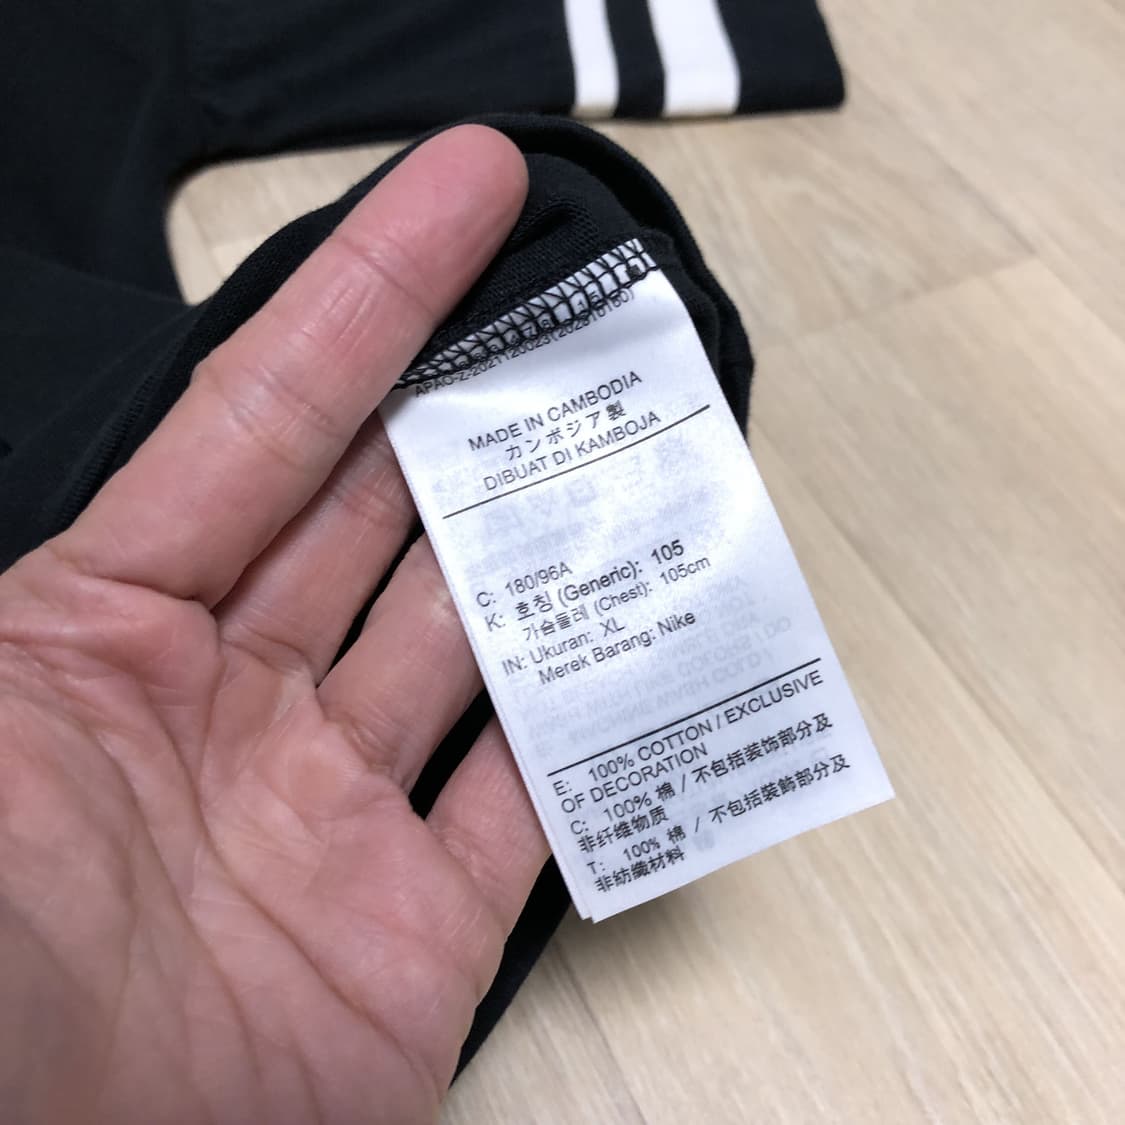 APAO-Z-2021120023(20281016
MADE IN CAMBODIA
カンボジア製
DIBUAT DI KAMBOJA
C: 180/96A
K: 호칭 (Generic): 105
가슴둘레 (Chest): 105cm
IN: Ukuran: XL
Merek Barang: Nike
E: 100% COTTON / EXCLUSIVE
OF DECORATION
C: 100% 棉 / 不包括装饰部分及
非纤维物质
T: 100% 棉 / 不包括裝飾部分及
非紡織材料